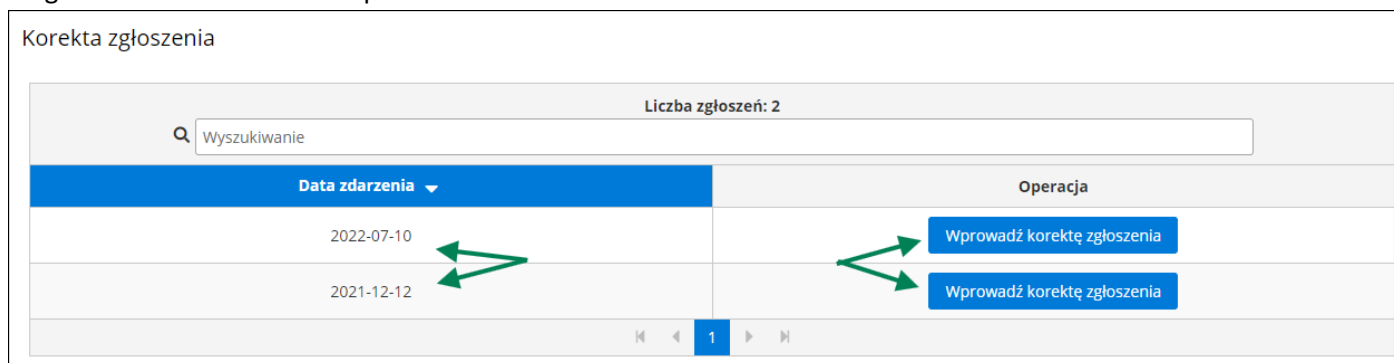 Korekta zgłoszenia
Liczba zgłoszeń: 2
Wyszukiwanie
Data zdarzenia Operacja
2022-07-10 Wprowadź korektę zgłoszenia
2021-12-12 Wprowadź korektę zgłoszenia
1